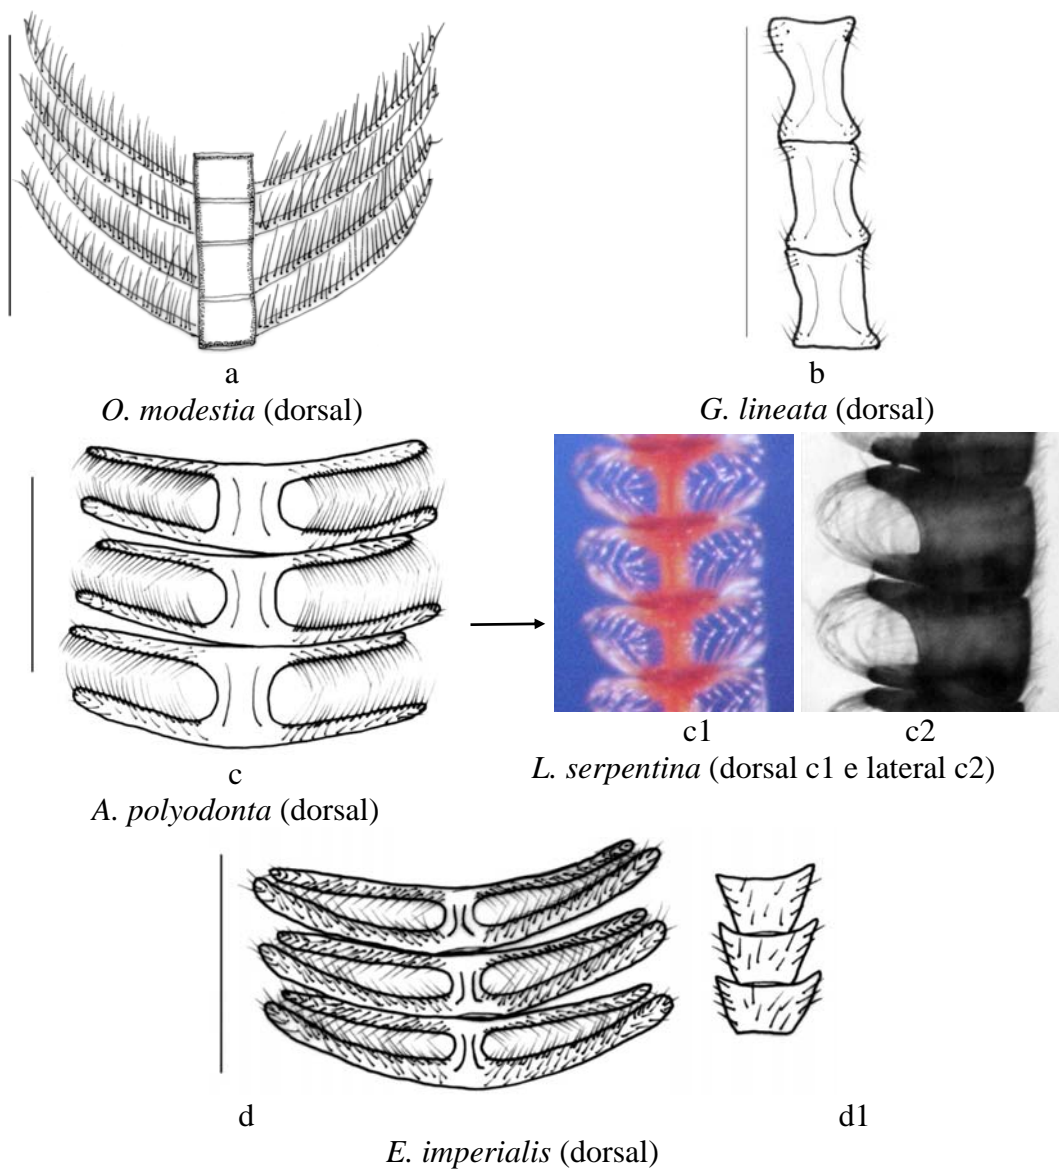 a
O. modestia (dorsal)
b
G. lineata (dorsal)
c
A. polyodonta (dorsal)
c1
c2
L. serpentina (dorsal c1 e lateral c2)
d
d1
E. imperialis (dorsal)